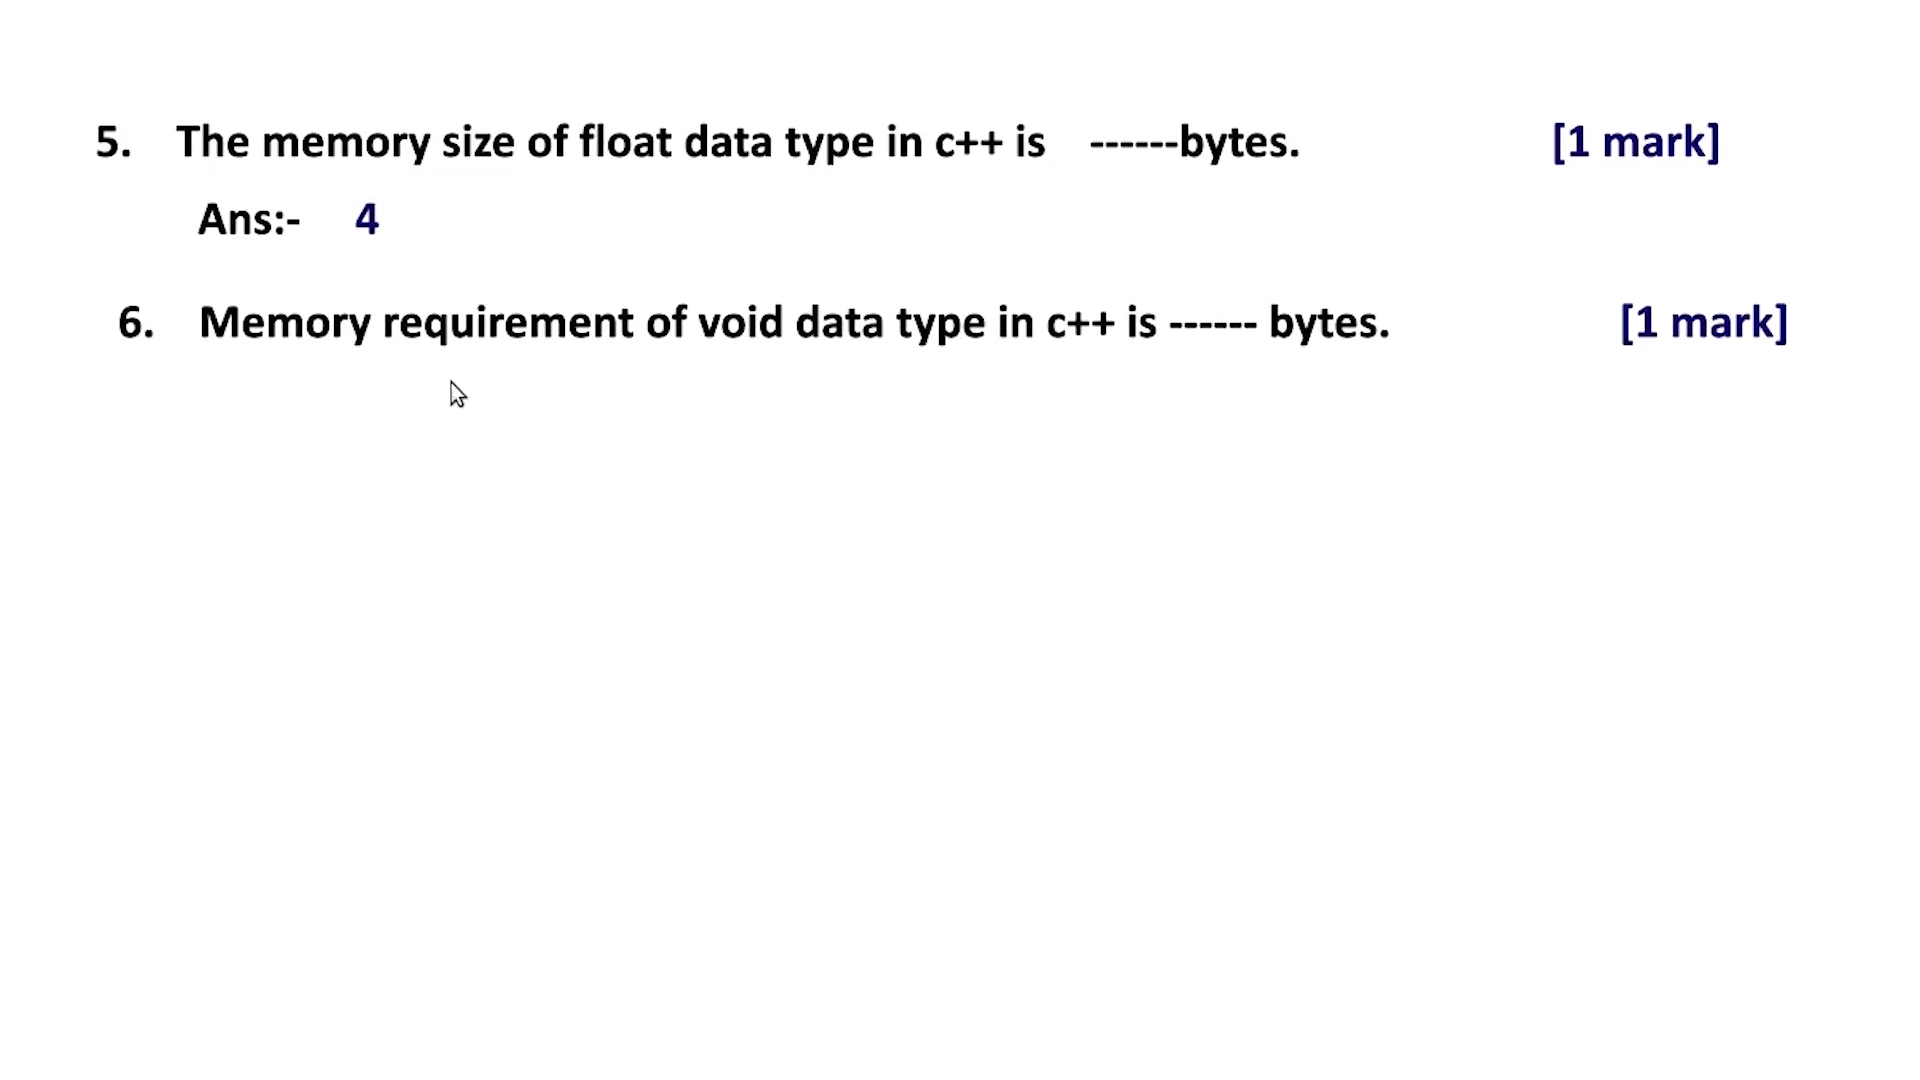 5. The memory size of float data type in c++ is ------bytes. [1 mark]
Ans:- 4
6. Memory requirement of void data type in c++ is ------ bytes. [1 mark]